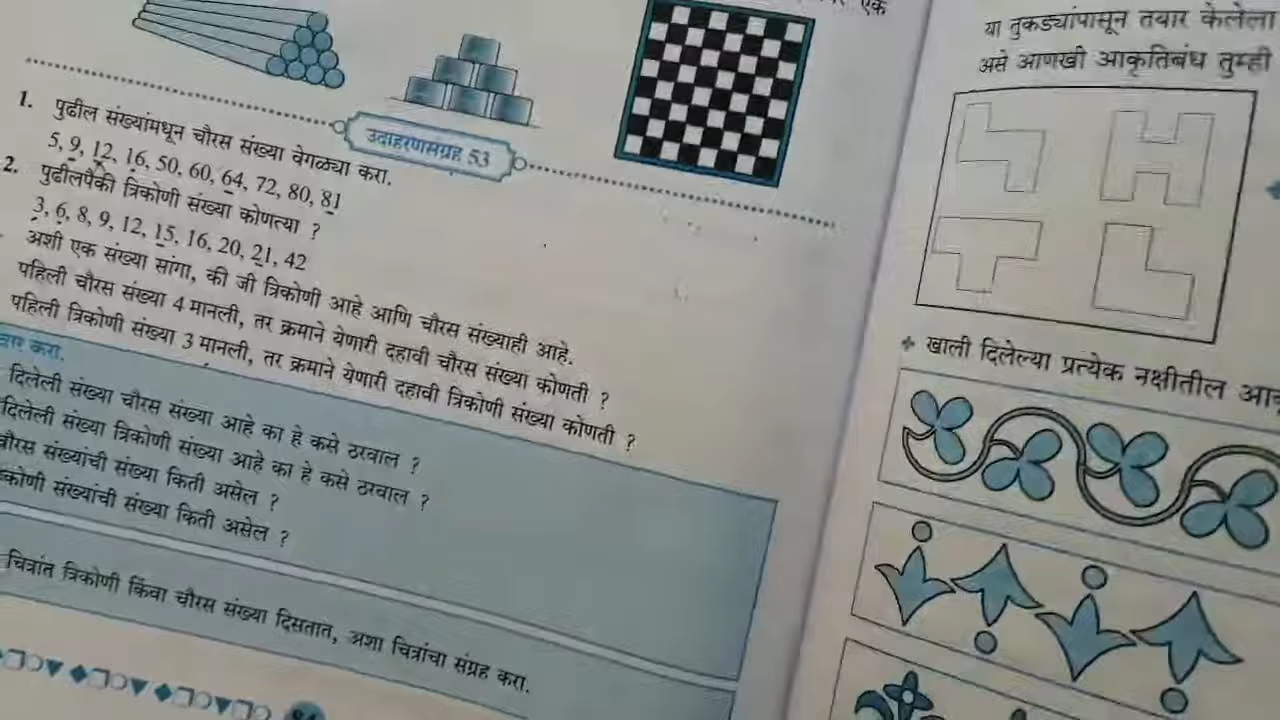 एक
उदाहरणसंग्रह 53
1. पुढील संख्यांमधून चौरस संख्या वेगळ्या करा.
5, 9, 12, 16, 50, 60, 64, 72, 80, 81
2. पुढीलपैकी त्रिकोणी संख्या कोणत्या ?
3, 6, 8, 9, 12, 15, 16, 20, 21, 42
अशी एक संख्या सांगा, की जी त्रिकोणी आहे आणि चौरस संख्याही आहे.
पहिली चौरस संख्या 4 मानली, तर क्रमाने येणारी दहावी चौरस संख्या कोणती ?
पहिली त्रिकोणी संख्या 3 मानली, तर क्रमाने येणारी दहावी त्रिकोणी संख्या कोणती ?
करा.
दिलेली संख्या चौरस संख्या आहे का हे कसे ठरवाल ?
दिलेली संख्या त्रिकोणी संख्या आहे का हे कसे ठरवाल ?
चौरस संख्यांची संख्या किती असेल ?
संख्यांची संख्या किती असेल ?
चित्रांत त्रिकोणी किंवा चौरस संख्या दिसतात, अशा चित्रांचा संग्रह करा.
या तुकड्यांपासून तयार केलेला
असे आणखी आकृतिबंध तुम्ही
खाली दिलेल्या प्रत्येक नक्षीतील